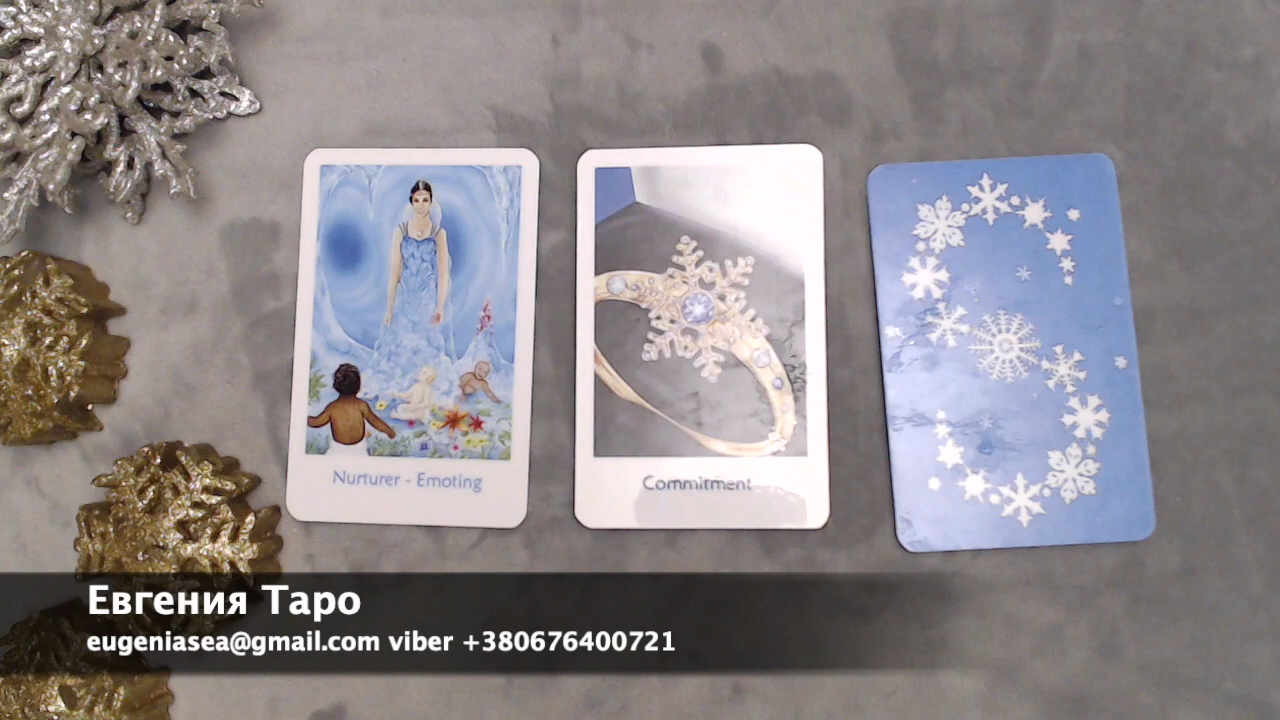 Nurturer - Emoting
Commitment
Евгения Таро
eugeniasea@gmail.com viber +380676400721